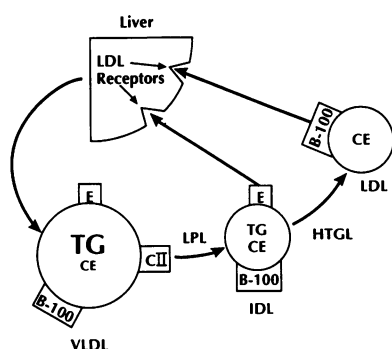 Liver
LDL
Receptors
B-100
CE
LDL
E
TG
CE
CII
B-100
VLDL
LPL
E
TG
CE
B-100
IDL
HTGL